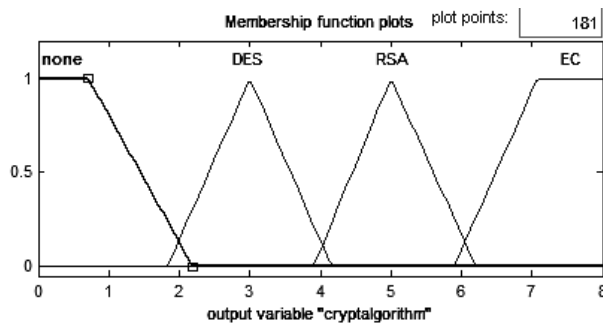 Membership function plots
plot points: 181
none DES RSA EC
1
0.5
0
0 1 2 3 4 5 6 7 8
output variable "cryptalgorithm"